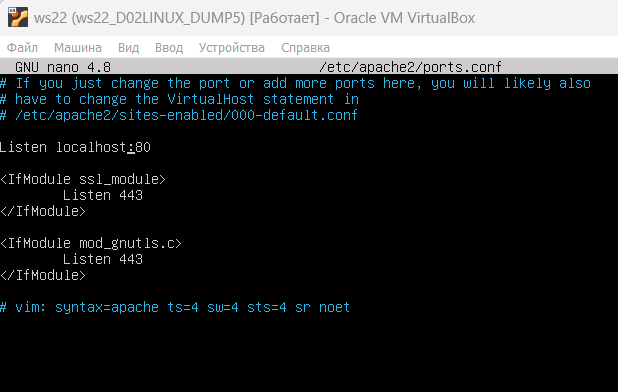 ws22 (ws22_D02LINUX_DUMP5) [Работает] - Oracle VM VirtualBox
Файл Машина Вид Ввод Устройства Справка
GNU nano 4.8 /etc/apache2/ports.conf
# If you just change the port or add more ports here, you will likely also
# have to change the VirtualHost statement in
# /etc/apache2/sites-enabled/000-default.conf
Listen localhost:80
<IfModule ssl_module>
Listen 443
</IfModule>
<IfModule mod_gnutls.c>
Listen 443
</IfModule>
# vim: syntax=apache ts=4 sw=4 sts=4 sr noet